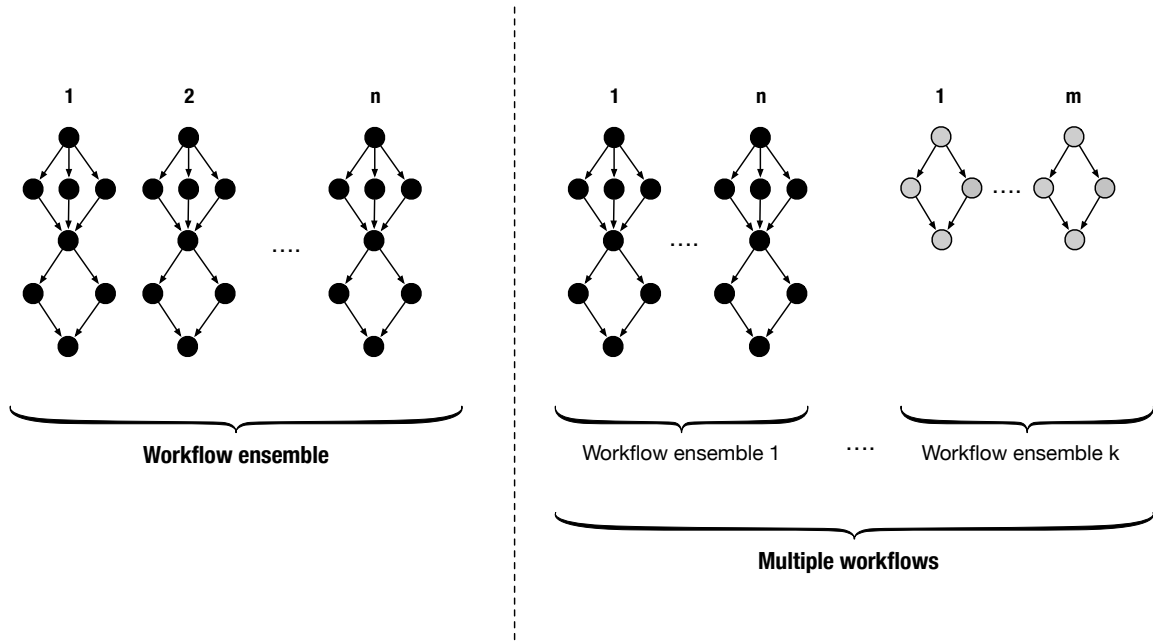 1 2 n
....
Workflow ensemble
1 n 1 m
....
....
Workflow ensemble 1 .... Workflow ensemble k
Multiple workflows